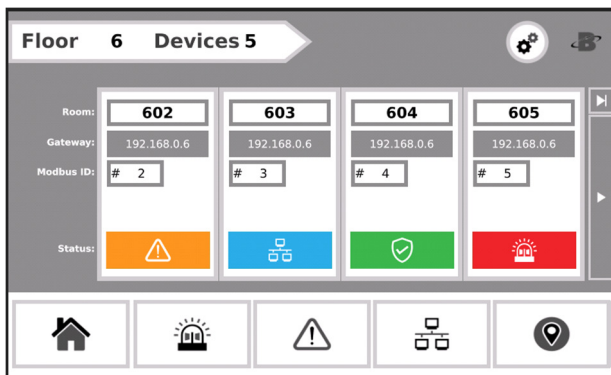 Floor 6 Devices 5
B
Room: 602 603 604 605
Gateway: 192.168.0.6 192.168.0.6 192.168.0.6 192.168.0.6
Modbus ID: # 2 # 3 # 4 # 5
Status: